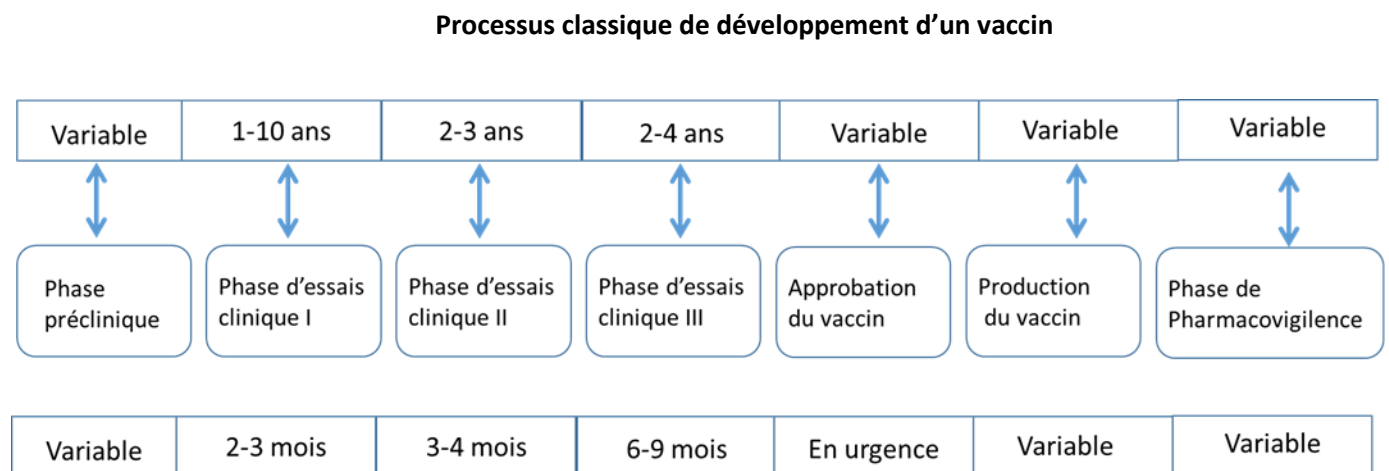 Processus classique de développement d’un vaccin
Variable 1-10 ans 2-3 ans 2-4 ans Variable Variable Variable
Phase
préclinique
Phase d’essais
clinique I
Phase d’essais
clinique II
Phase d’essais
clinique III
Approbation
du vaccin
Production
du vaccin
Phase de
Pharmacovigilence
Variable 2-3 mois 3-4 mois 6-9 mois En urgence Variable Variable